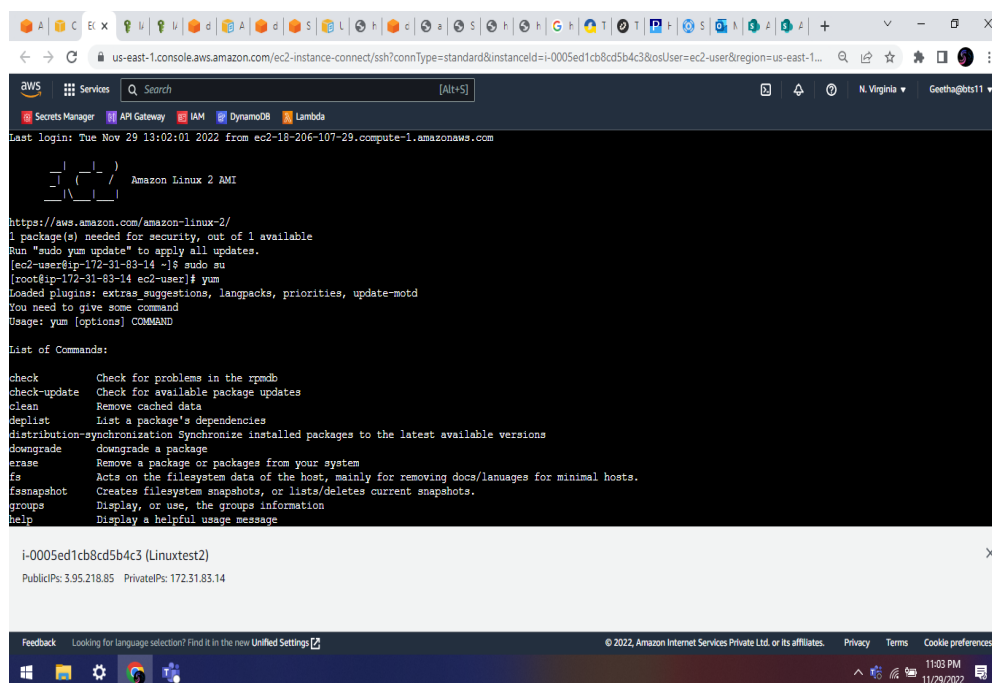 us-east-1.console.aws.amazon.com/ec2-instance-connect/ssh?connType=standard&instanceId=i-0005ed1cb8cd5b4c3&osUser=ec2-user&region=us-east-1...
aws Services Search [Alt+S] N. Virginia Geetha@bts11
Secrets Manager API Gateway IAM DynamoDB Lambda
Last login: Tue Nov 29 13:02:01 2022 from ec2-18-206-107-29.compute-1.amazonaws.com
__|  __|_  )
_|  (     /   Amazon Linux 2 AMI
___|\___|___|
https://aws.amazon.com/amazon-linux-2/
1 package(s) needed for security, out of 1 available
Run "sudo yum update" to apply all updates.
[ec2-user@ip-172-31-83-14 ~]$ sudo su
[root@ip-172-31-83-14 ec2-user]# yum
Loaded plugins: extras_suggestions, langpacks, priorities, update-motd
You need to give some command
Usage: yum [options] COMMAND
List of Commands:
check Check for problems in the rpmdb
check-update Check for available package updates
clean Remove cached data
deplist List a package's dependencies
distribution-synchronization Synchronize installed packages to the latest available versions
downgrade downgrade a package
erase Remove a package or packages from your system
fs Acts on the filesystem data of the host, mainly for removing docs/lanuages for minimal hosts.
fssnapshot Creates filesystem snapshots, or lists/deletes current snapshots.
groups Display, or use, the groups information
help Display a helpful usage message
i-0005ed1cb8cd5b4c3 (Linuxtest2)
PublicIPs: 3.95.218.85 PrivateIPs: 172.31.83.14
Feedback Looking for language selection? Find it in the new Unified Settings © 2022, Amazon Internet Services Private Ltd. or its affiliates. Privacy Terms Cookie preferences
11:03 PM
11/29/2022